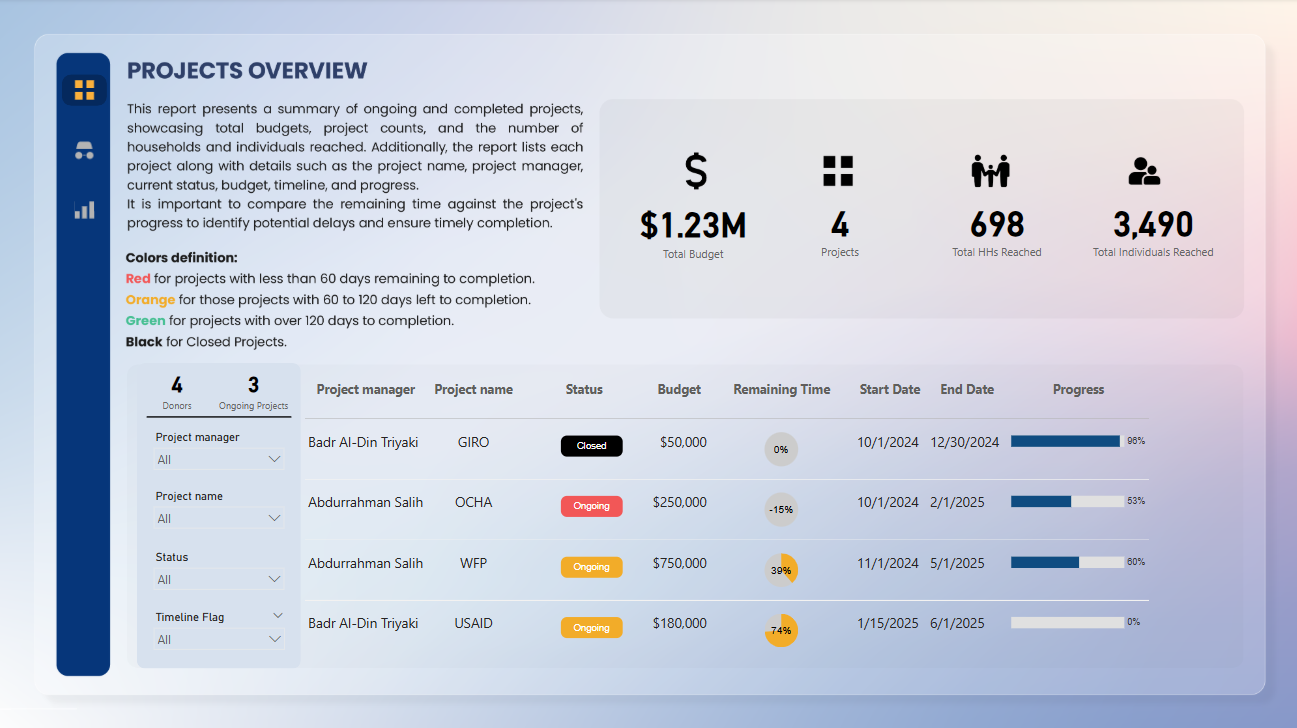 PROJECTS OVERVIEW
This report presents a summary of ongoing and completed projects,
showcasing total budgets, project counts, and the number of
households and individuals reached. Additionally, the report lists each
project along with details such as the project name, project manager,
current status, budget, timeline, and progress.
It is important to compare the remaining time against the project's
progress to identify potential delays and ensure timely completion.
Colors definition:
Red for projects with less than 60 days remaining to completion.
Orange for those projects with 60 to 120 days left to completion.
Green for projects with over 120 days to completion.
Black for Closed Projects.
$1.23M 4 698 3,490
Total Budget Projects Total HHs Reached Total Individuals Reached
4 3
Donors Ongoing Projects
Project manager
All
Project name
All
Status
All
Timeline Flag
All
Project manager Project name Status Budget Remaining Time Start Date End Date Progress
Badr Al-Din Triyaki GIRO Closed $50,000 0% 10/1/2024 12/30/2024 96%
Abdurrahman Salih OCHA Ongoing $250,000 -15% 10/1/2024 2/1/2025 53%
Abdurrahman Salih WFP Ongoing $750,000 39% 11/1/2024 5/1/2025 60%
Badr Al-Din Triyaki USAID Ongoing $180,000 74% 1/15/2025 6/1/2025 0%